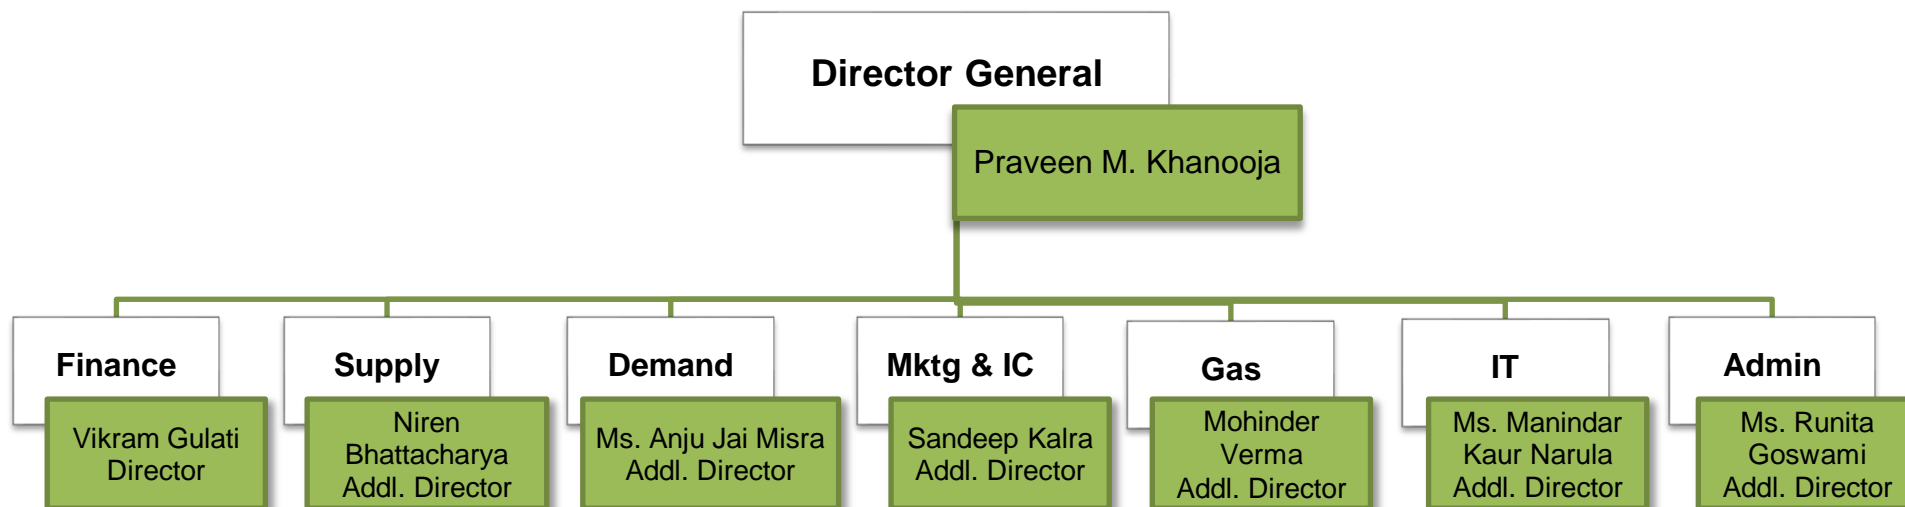 Director General
Praveen M. Khanooja
Finance
Vikram Gulati
Director
Supply
Niren
Bhattacharya
Addl. Director
Demand
Ms. Anju Jai Misra
Addl. Director
Mktg & IC
Sandeep Kalra
Addl. Director
Gas
Mohinder
Verma
Addl. Director
IT
Ms. Manindar
Kaur Narula
Addl. Director
Admin
Ms. Runita
Goswami
Addl. Director